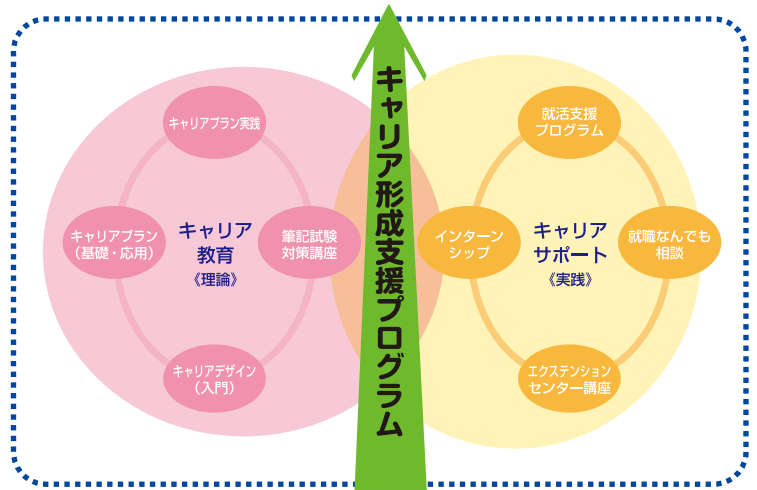 キャリア形成支援プログラム
キャリア
教育
《理論》
キャリアプラン実践
キャリアプラン
（基礎・応用）
筆記試験
対策講座
キャリアデザイン
（入門）
キャリア
サポート
《実践》
就活支援
プログラム
インターン
シップ
就職なんでも
相談
エクステンション
センター講座